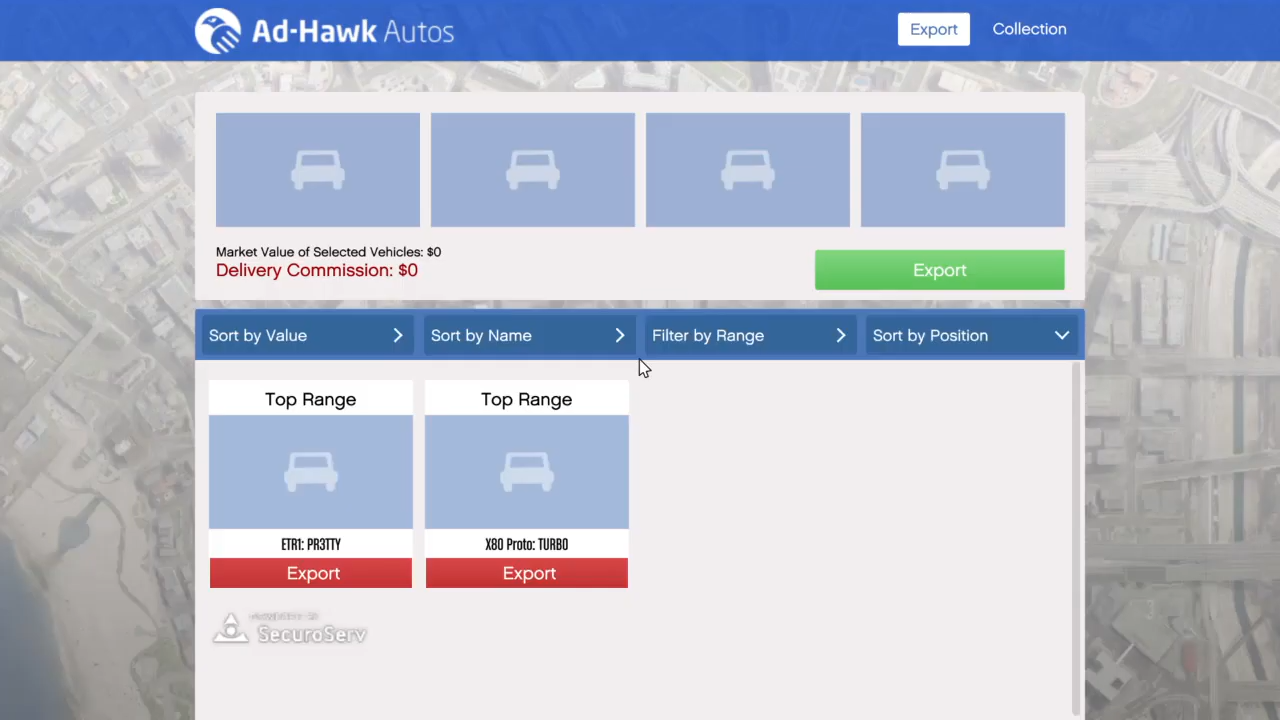 Ad-Hawk Autos
Export
Collection
Market Value of Selected Vehicles: $0
Delivery Commission: $0
Export
Sort by Value
Sort by Name
Filter by Range
Sort by Position
Top Range
Top Range
ETR1: PR3TTY
X80 Proto: TURB0
Export
Export
SecuroServ